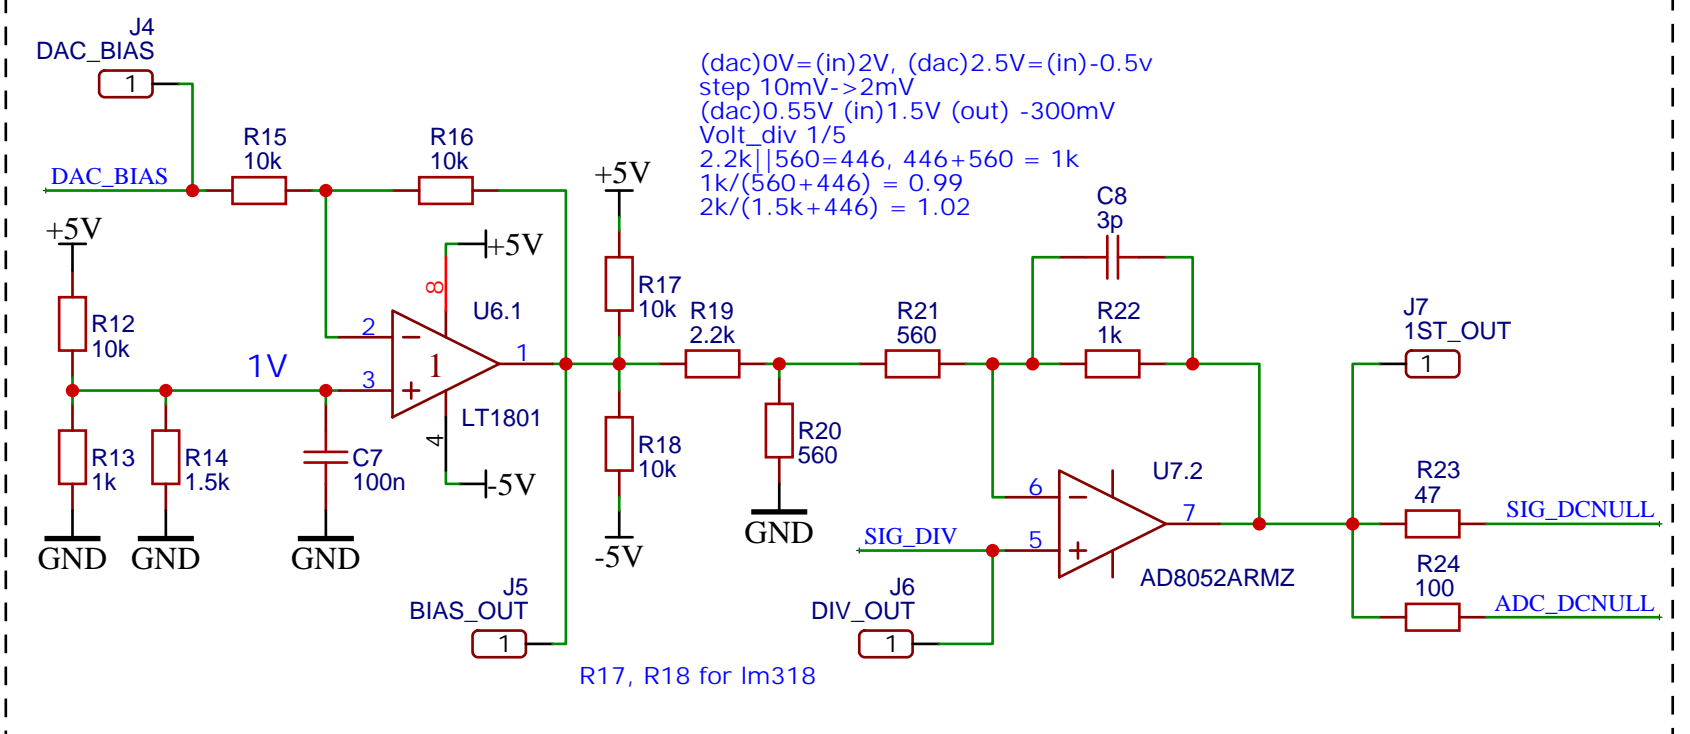 J4
DAC_BIAS
1
DAC_BIAS
R15
10k
R16
10k
+5V
R12
10k
1V
R13
1k
R14
1.5k
C7
100n
GND
GND
GND
+5V
8
U6.1
2
3
1
1
4
LT1801
-5V
J5
BIAS_OUT
1
+5V
R17
10k
R18
10k
-5V
R17, R18 for lm318
(dac)0V=(in)2V, (dac)2.5V=(in)-0.5v
step 10mV->2mV
(dac)0.55V (in)1.5V (out) -300mV
Volt_div 1/5
2.2k||560=446, 446+560 = 1k
1k/(560+446) = 0.99
2k/(1.5k+446) = 1.02
R19
2.2k
R20
560
GND
R21
560
C8
3p
R22
1k
SIG_DIV
J6
DIV_OUT
1
6
5
7
U7.2
AD8052ARMZ
J7
1ST_OUT
1
R23
47
SIG_DCNULL
R24
100
ADC_DCNULL